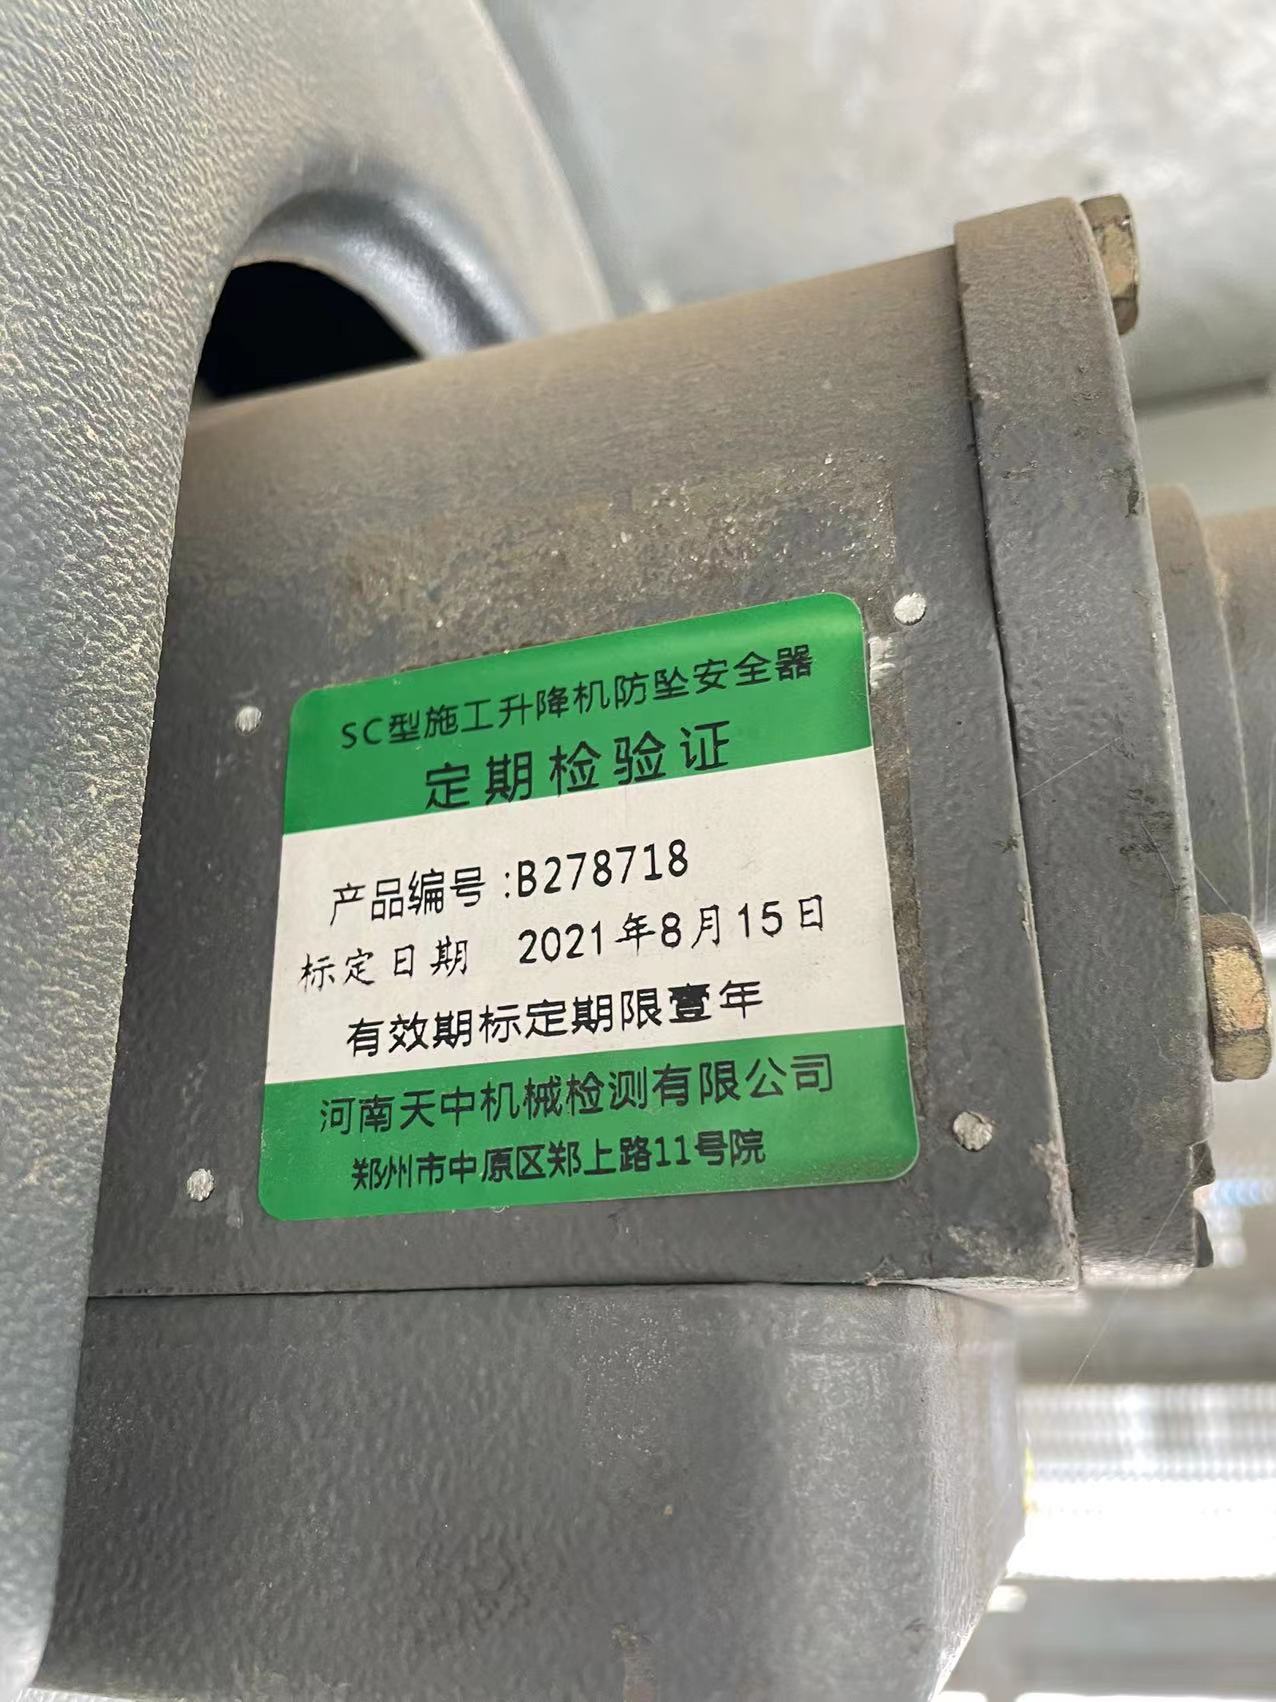 SC型施工升降机防坠安全器
定期检验证
产品编号:B278718
标定日期 2021年8月15日
有效期标定期限壹年
河南天中机械检测有限公司
郑州市中原区郑上路11号院